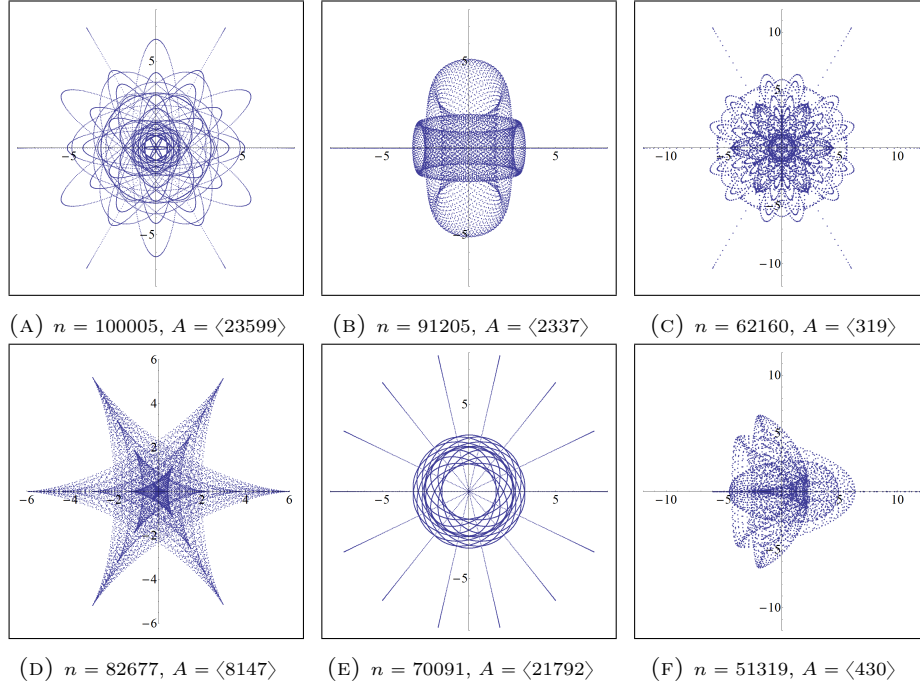 5
−5 5
−5
(A) n = 100005, A = ⟨23599⟩
5
−5 5
−5
(B) n = 91205, A = ⟨2337⟩
10
5
−10 −5 5 10
−5
−10
(C) n = 62160, A = ⟨319⟩
6
4
2
−6 −4 −2 2 4 6
−2
−4
−6
(D) n = 82677, A = ⟨8147⟩
5
−5 5
−5
(E) n = 70091, A = ⟨21792⟩
10
5
−10 −5 5 10
−5
−10
(F) n = 51319, A = ⟨430⟩